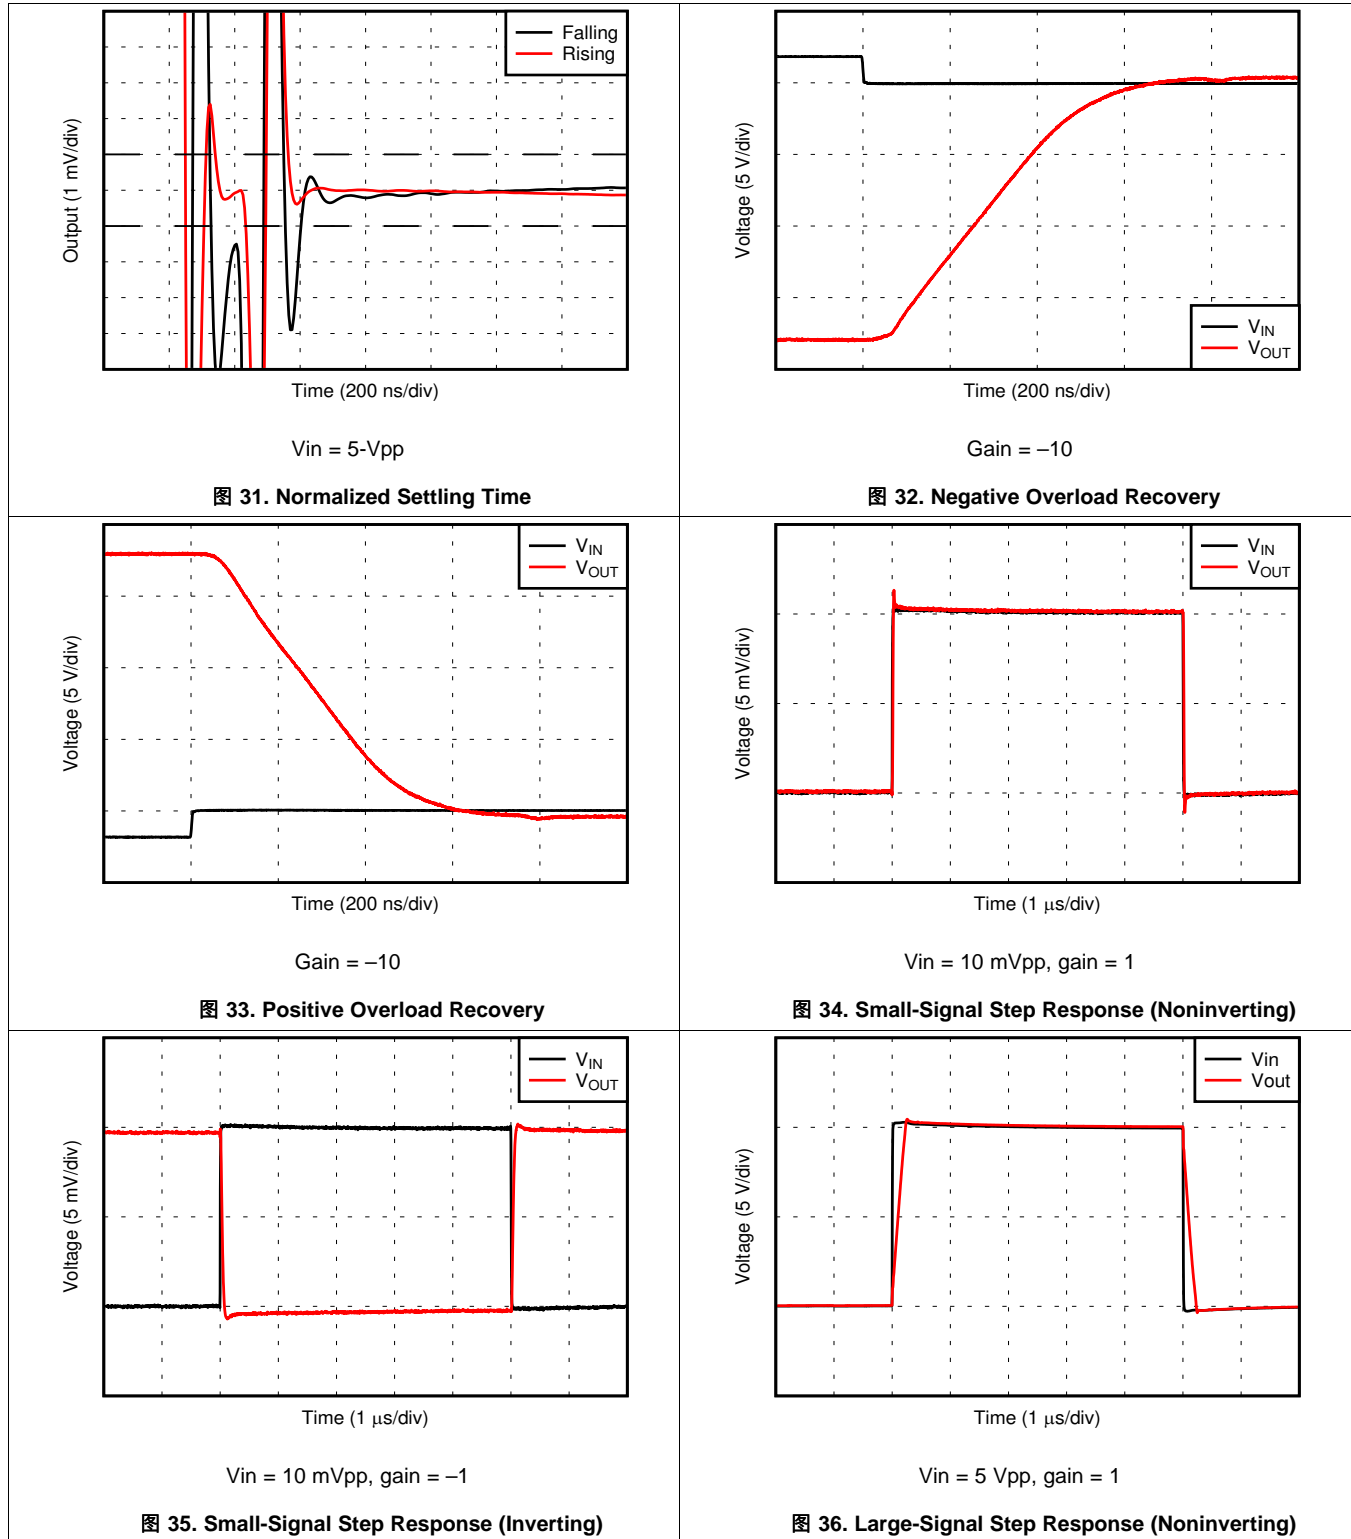 Falling
Rising
Output (1 mV/div)
Time (200 ns/div)
Vin = 5-Vpp
图 31. Normalized Settling Time
Voltage (5 V/div)
VIN
VOUT
Time (200 ns/div)
Gain = –10
图 32. Negative Overload Recovery
VIN
VOUT
Voltage (5 V/div)
Time (200 ns/div)
Gain = –10
图 33. Positive Overload Recovery
VIN
VOUT
Voltage (5 mV/div)
Time (1 μs/div)
Vin = 10 mVpp, gain = 1
图 34. Small-Signal Step Response (Noninverting)
VIN
VOUT
Voltage (5 mV/div)
Time (1 μs/div)
Vin = 10 mVpp, gain = –1
图 35. Small-Signal Step Response (Inverting)
Vin
Vout
Voltage (5 V/div)
Time (1 μs/div)
Vin = 5 Vpp, gain = 1
图 36. Large-Signal Step Response (Noninverting)